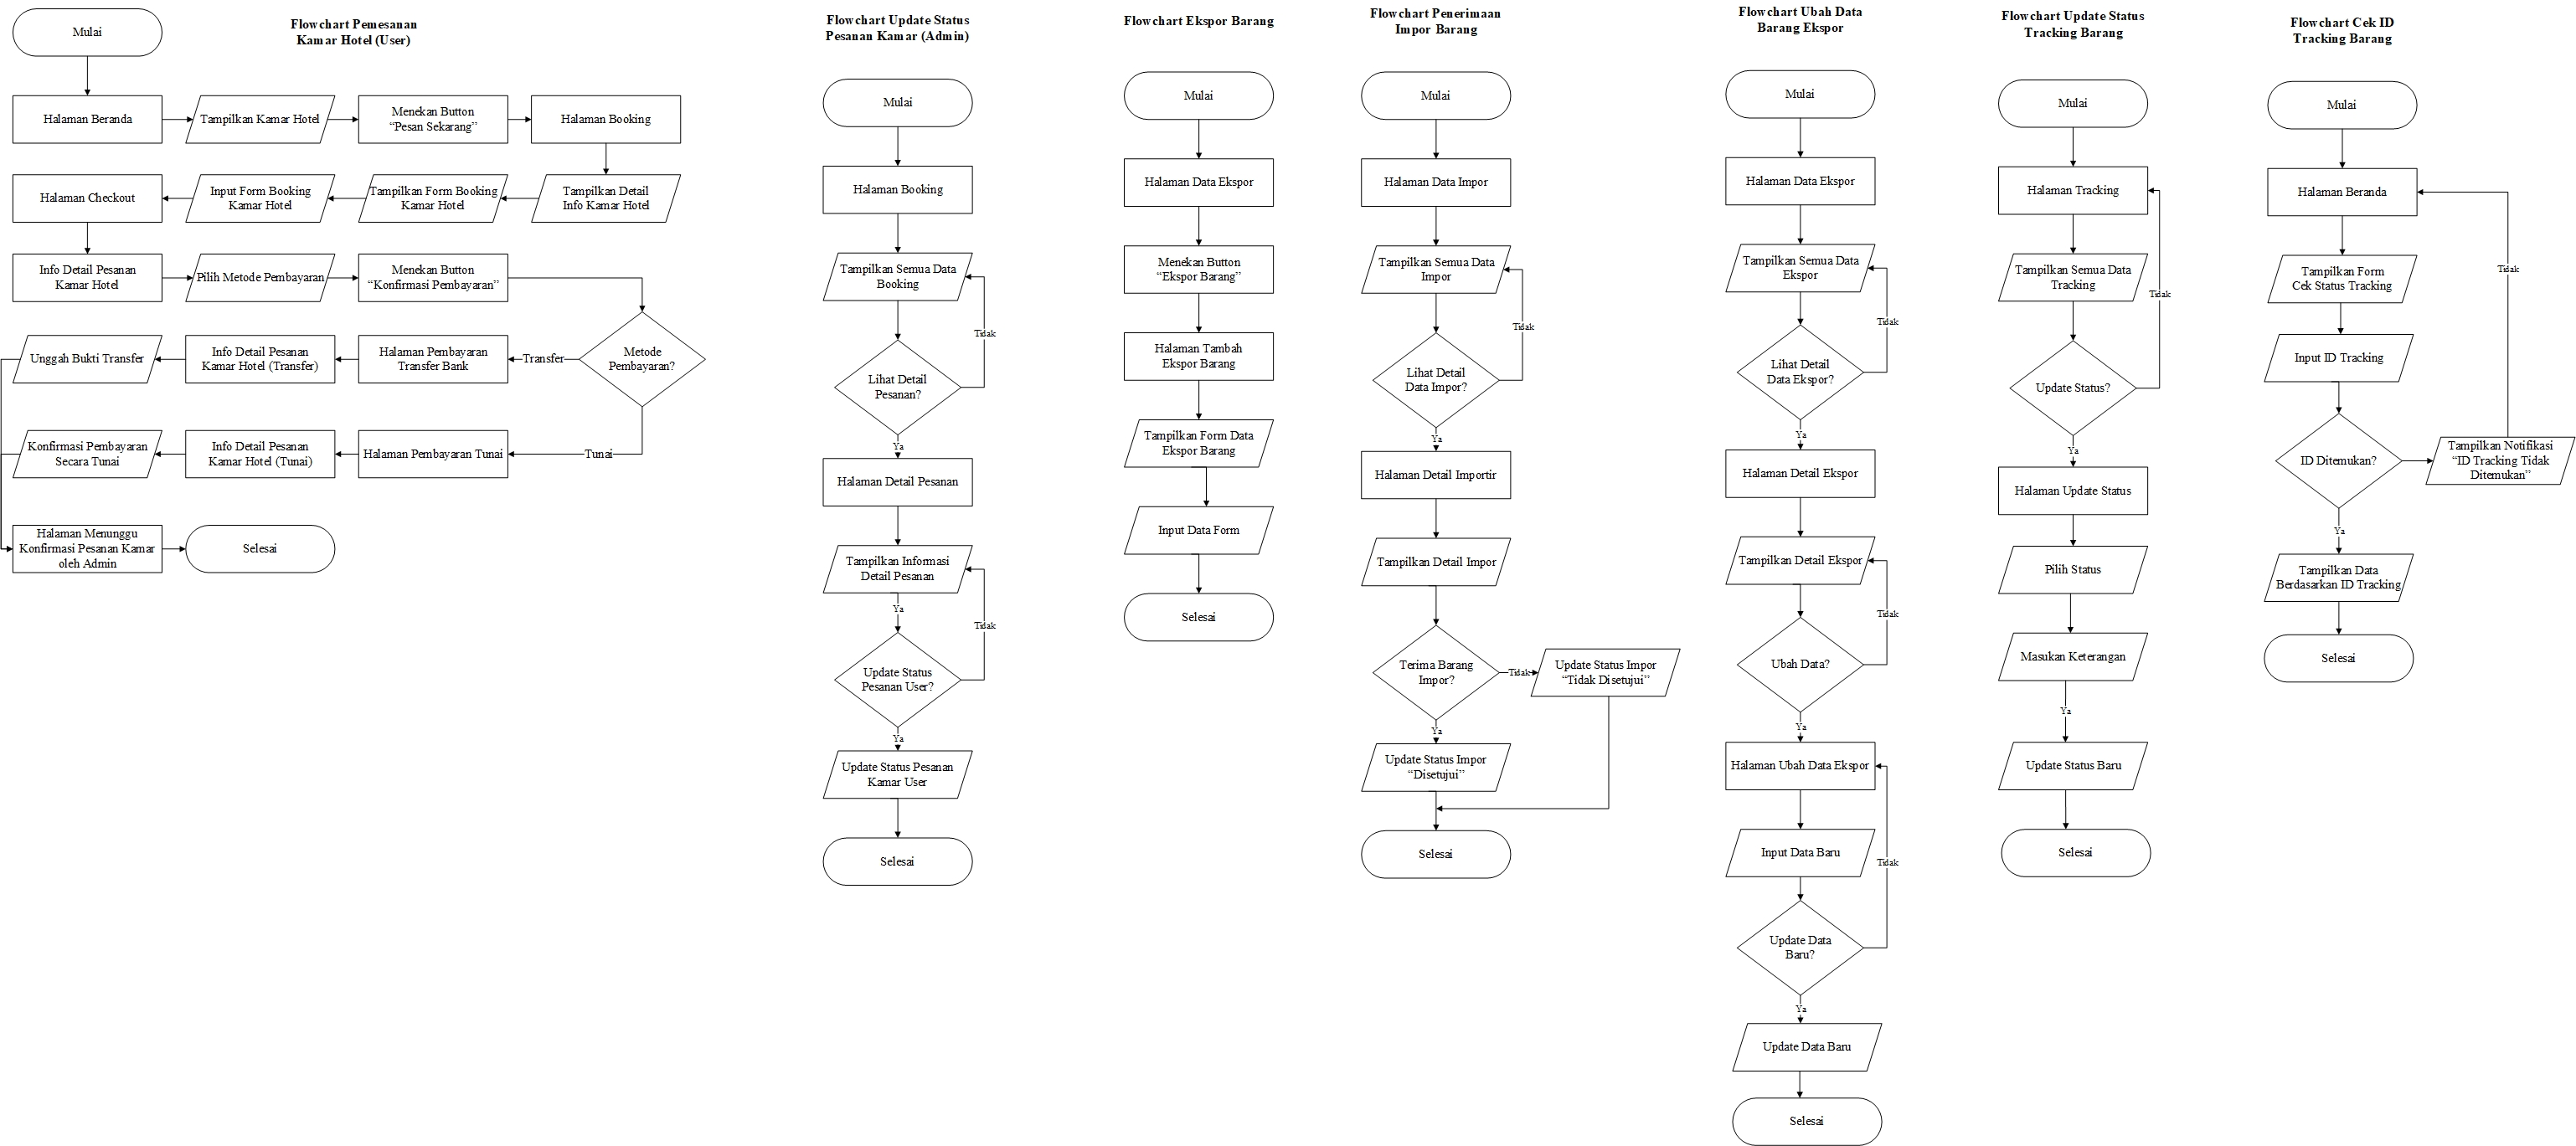 Flowchart Pemesanan
Kamar Hotel (User)
Mulai
Halaman Beranda
Tampilkan Kamar Hotel
Menekan Button
“Pesan Sekarang”
Halaman Booking
Halaman Checkout
Input Form Booking
Kamar Hotel
Tampilkan Form Booking
Kamar Hotel
Tampilkan Detail
Info Kamar Hotel
Info Detail Pesanan
Kamar Hotel
Pilih Metode Pembayaran
Menekan Button
“Konfirmasi Pembayaran”
Unggah Bukti Transfer
Info Detail Pesanan
Kamar Hotel (Transfer)
Halaman Pembayaran
Transfer Bank
Transfer
Metode
Pembayaran?
Konfirmasi Pembayaran
Secara Tunai
Info Detail Pesanan
Kamar Hotel (Tunai)
Halaman Pembayaran Tunai
Tunai
Halaman Menunggu
Konfirmasi Pesanan Kamar
oleh Admin
Selesai
Flowchart Update Status
Pesanan Kamar (Admin)
Mulai
Halaman Booking
Tampilkan Semua Data
Booking
Tidak
Lihat Detail
Pesanan?
Ya
Halaman Detail Pesanan
Tampilkan Informasi
Detail Pesanan
Ya
Tidak
Update Status
Pesanan User?
Ya
Update Status Pesanan
Kamar User
Selesai
Flowchart Ekspor Barang
Mulai
Halaman Data Ekspor
Menekan Button
“Ekspor Barang”
Halaman Tambah
Ekspor Barang
Tampilkan Form Data
Ekspor Barang
Input Data Form
Selesai
Flowchart Penerimaan
Impor Barang
Mulai
Halaman Data Impor
Tampilkan Semua Data
Impor
Tidak
Lihat Detail
Data Impor?
Ya
Halaman Detail Importir
Tampilkan Detail Impor
Terima Barang
Impor?
Tidak
Update Status Impor
“Tidak Disetujui”
Ya
Update Status Impor
“Disetujui”
Selesai
Flowchart Ubah Data
Barang Ekspor
Mulai
Halaman Data Ekspor
Tampilkan Semua Data
Ekspor
Tidak
Lihat Detail
Data Ekspor?
Ya
Halaman Detail Ekspor
Tampilkan Detail Ekspor
Tidak
Ubah Data?
Ya
Halaman Ubah Data Ekspor
Input Data Baru
Tidak
Update Data
Baru?
Ya
Update Data Baru
Selesai
Flowchart Update Status
Tracking Barang
Mulai
Halaman Tracking
Tampilkan Semua Data
Tracking
Tidak
Update Status?
Ya
Halaman Update Status
Pilih Status
Masukan Keterangan
Ya
Update Status Baru
Selesai
Flowchart Cek ID
Tracking Barang
Mulai
Halaman Beranda
Tidak
Tampilkan Form
Cek Status Tracking
Input ID Tracking
ID Ditemukan?
Tampilkan Notifikasi
“ID Tracking Tidak
Ditemukan”
Ya
Tampilkan Data
Berdasarkan ID Tracking
Selesai